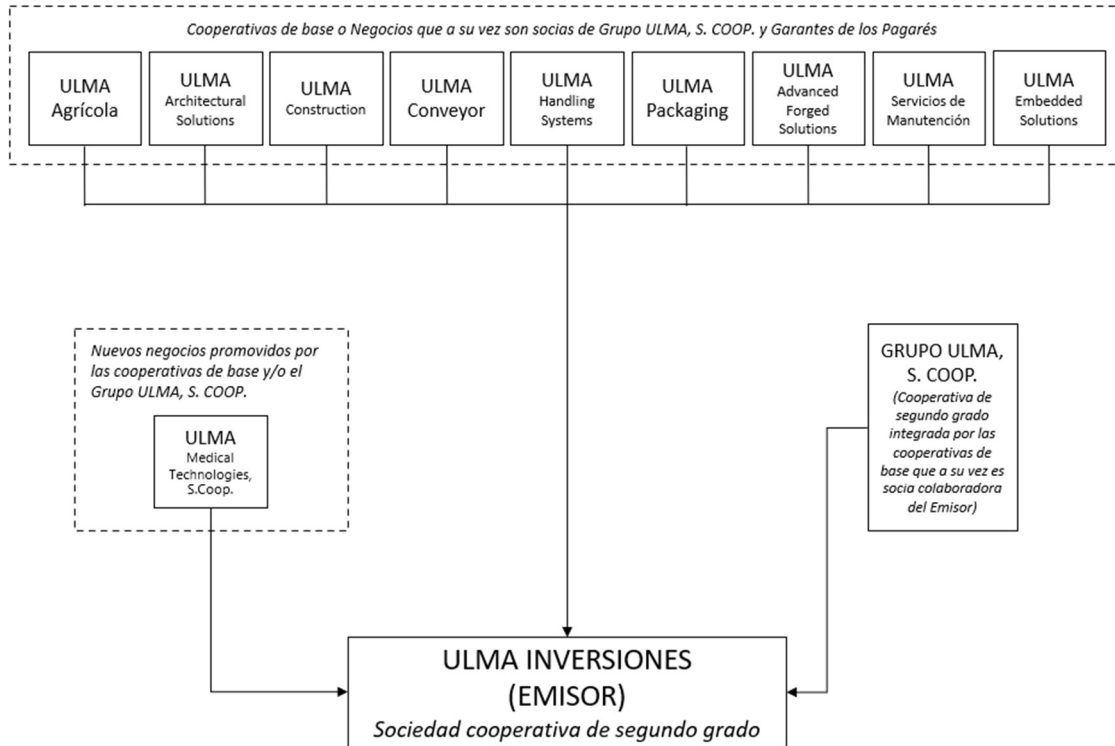 Cooperativas de base o Negocios que a su vez son socias de Grupo ULMA, S. COOP. y Garantes de los Pagarés
ULMA
Agrícola
ULMA
Architectural
Solutions
ULMA
Construction
ULMA
Conveyor
ULMA
Handling
Systems
ULMA
Packaging
ULMA
Advanced
Forged
Solutions
ULMA
Servicios de
Manutención
ULMA
Embedded
Solutions
Nuevos negocios promovidos por
las cooperativas de base y/o el
Grupo ULMA, S. COOP.
ULMA
Medical
Technologies,
S.Coop.
GRUPO ULMA,
S. COOP.
(Cooperativa de
segundo grado
integrada por las
cooperativas de
base que a su vez es
socia colaboradora
del Emisor)
ULMA INVERSIONES
(EMISOR)
Sociedad cooperativa de segundo grado